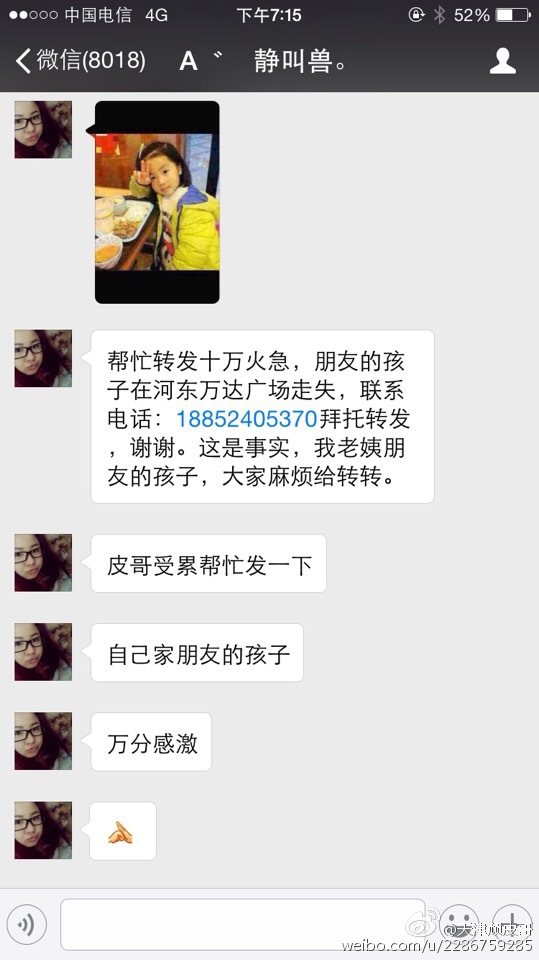 中国电信 4G 下午7:15 52%
微信(8018) A゛ 静叫兽。
帮忙转发十万火急，朋友的孩
子在河东万达广场走失，联系
电话：18852405370拜托转发
，谢谢。这是事实，我老姨朋
友的孩子，大家麻烦给转转。
皮哥受累帮忙发一下
自己家朋友的孩子
万分感激
weibo.com/u/2286759285